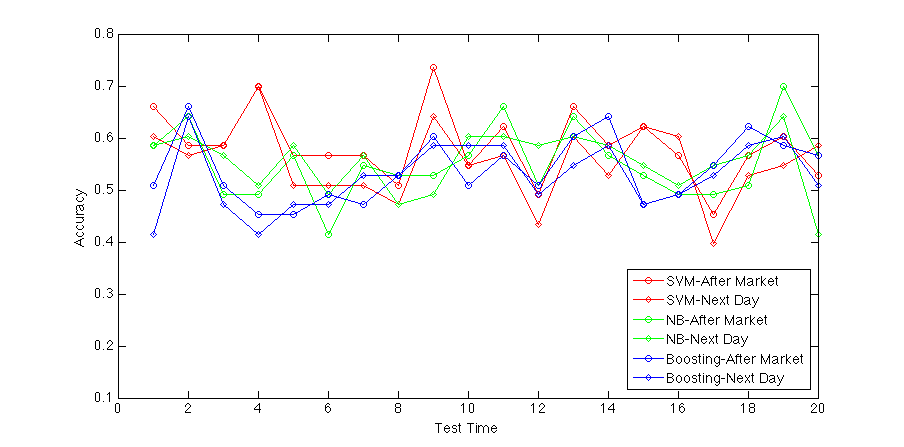 0.8
0.7
0.6
0.5
0.4
0.3
0.2
0.1
Accuracy
0 2 4 6 8 10 12 14 16 18 20
Test Time
SVM-After Market
SVM-Next Day
NB-After Market
NB-Next Day
Boosting-After Market
Boosting-Next Day